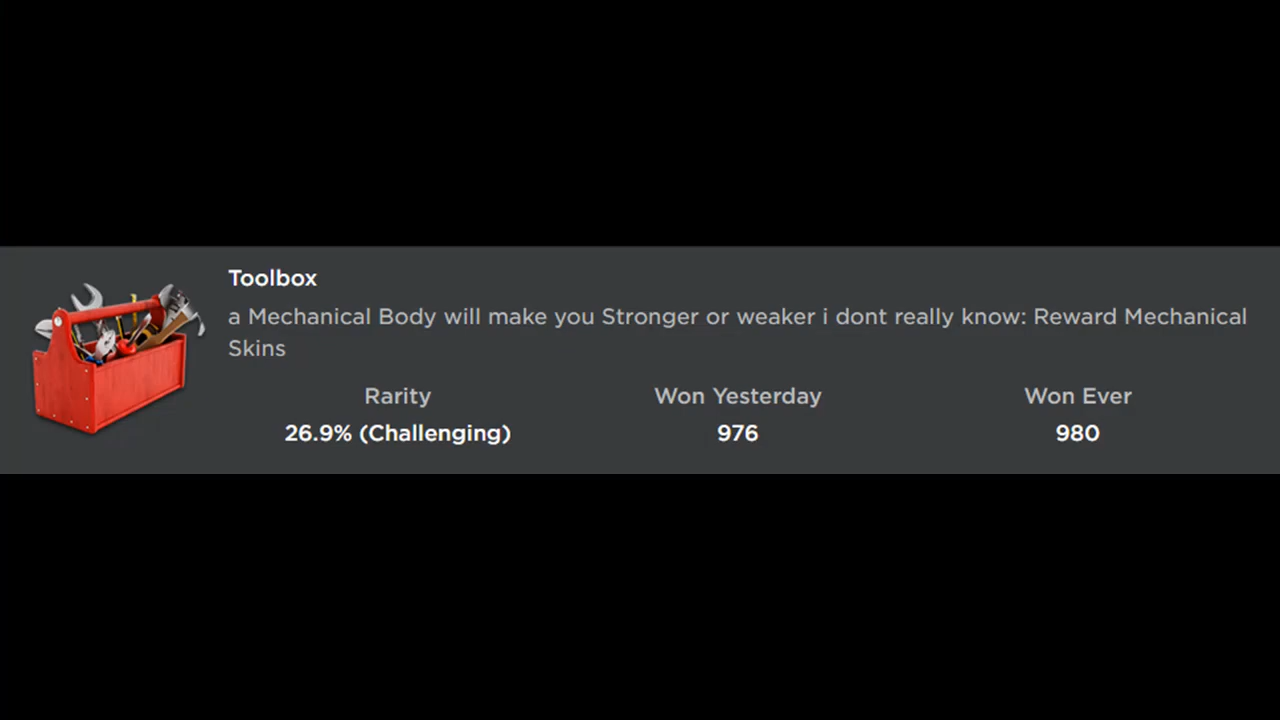 Toolbox
a Mechanical Body will make you Stronger or weaker i dont really know: Reward Mechanical
Skins
Rarity Won Yesterday Won Ever
26.9% (Challenging) 976 980